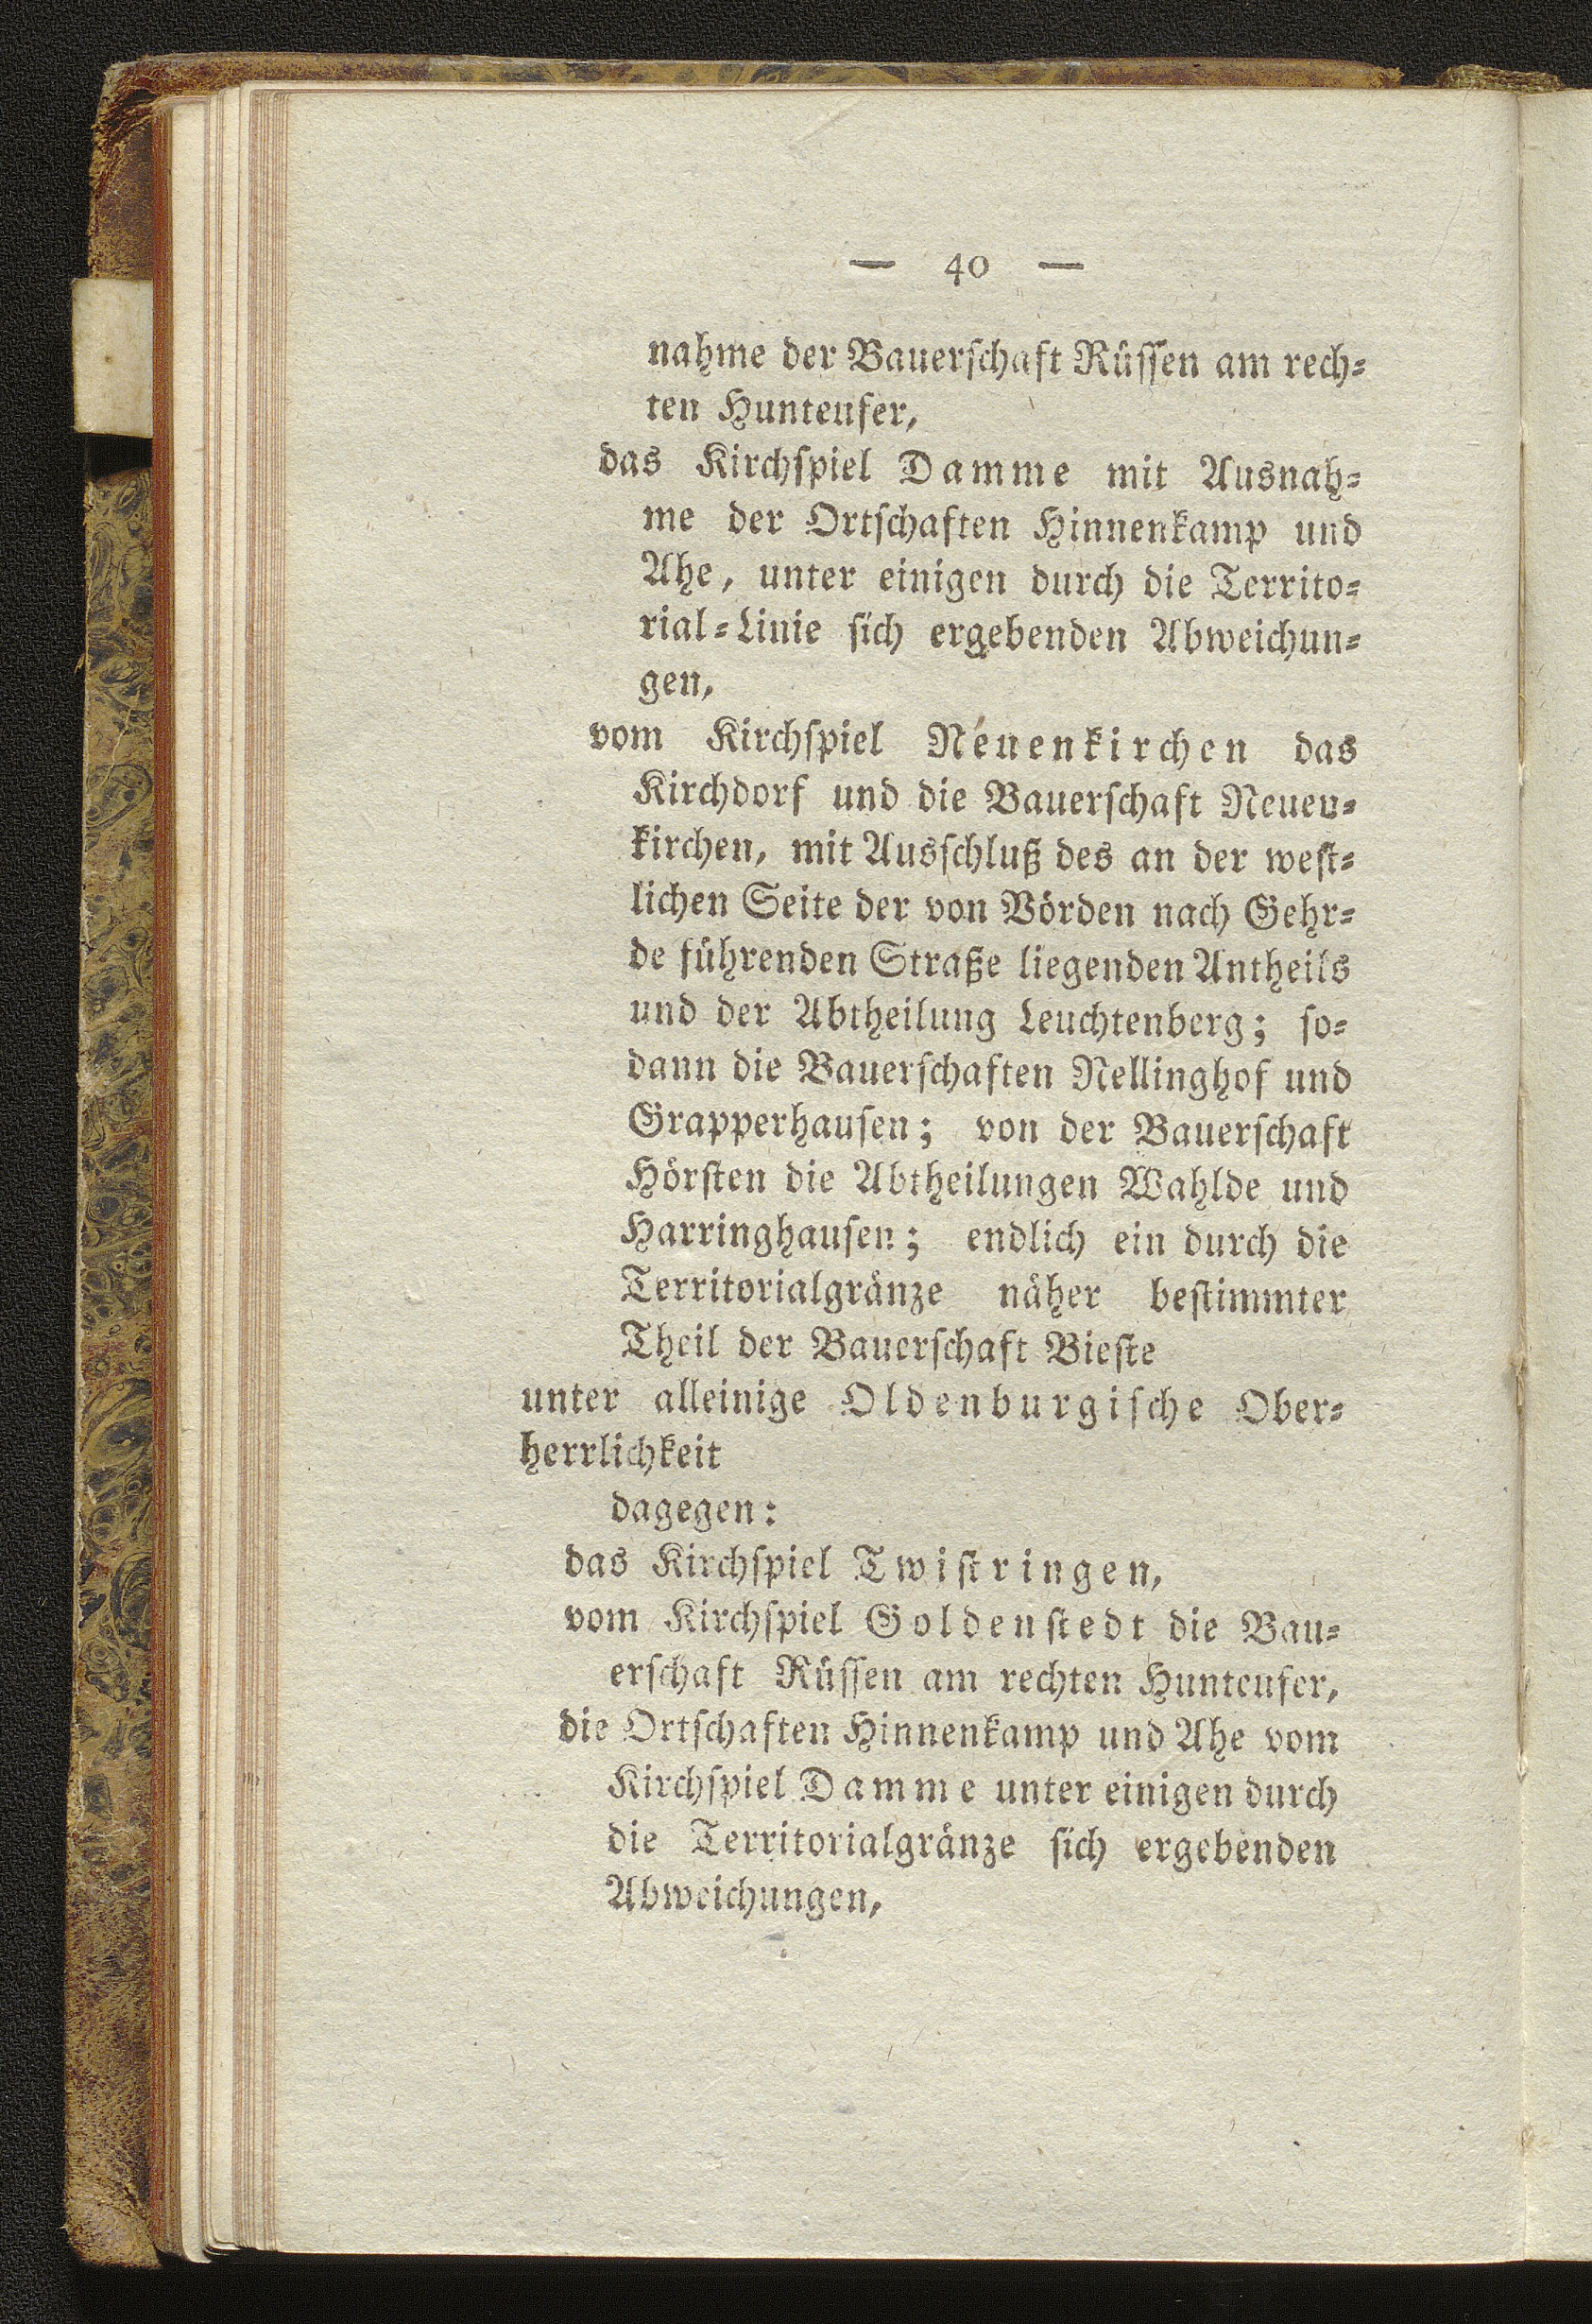 — 40 —
nahme der Bauerschaft Rüssen am rech-
ten Hunteufer,
das Kirchspiel Damme mit Ausnah-
me der Ortschaften Hinnenkamp und
Ahe, unter einigen durch die Territo-
rial-Linie sich ergebenden Abweichun-
gen,
vom Kirchspiel Neuenkirchen das
Kirchdorf und die Bauerschaft Neuen-
kirchen, mit Ausschluß des an der west-
lichen Seite der von Vörden nach Gehr-
de führenden Straße liegenden Antheils
und der Abtheilung Leuchtenberg; so-
dann die Bauerschaften Nellinghof und
Grapperhausen; von der Bauerschaft
Hörsten die Abtheilungen Wahlde und
Harringhausen; endlich ein durch die
Territorialgränze näher bestimmter
Theil der Bauerschaft Bieste
unter alleinige Oldenburgische Ober-
herrlichkeit
dagegen:
das Kirchspiel Twistringen,
vom Kirchspiel Goldenstedt die Bau-
erschaft Rüssen am rechten Hunteufer,
die Ortschaften Hinnenkamp und Ahe vom
Kirchspiel Damme unter einigen durch
die Territorialgränze sich ergebenden
Abweichungen,